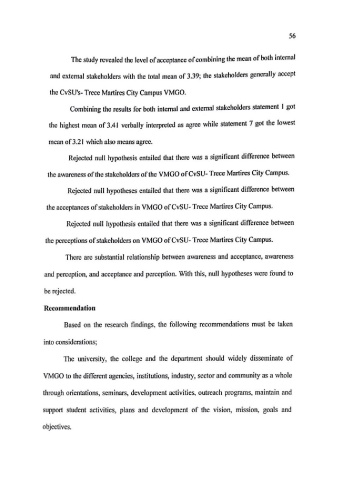 56
The study revealed the level of acceptance of combining the mean of both internal
and external stakeholders with the total mean of 3.39; the stakeholders generally accept
the CvSU's- Trece Martires City Campus VMGO.
Combining the results for both internal and external stakeholders statement 1 got
the highest mean of 3.41 verbally interpreted as agree while statement 7 got the lowest
mean of 3.21 which also means agree.
Rejected null hypothesis entailed that there was a significant difference between
the awareness of the stakeholders of the VMGO of CvSU- Trece Martires City Campus.
Rejected null hypotheses entailed that there was a significant difference between
the acceptances of stakeholders in VMGO of CvSU- Trece Martires City Campus.
Rejected null hypothesis entailed that there was a significant difference between
the perceptions of stakeholders on VMGO of CvSU- Trece Martires City Campus.
There are substantial relationship between awareness and acceptance, awareness
and perception, and acceptance and perception. With this, null hypotheses were found to
be rejected.
Recommendation
Based on the research findings, the following recommendations must be taken
into considerations;
The university, the college and the department should widely disseminate of
VMGO to the different agencies, institutions, industry, sector and community as a whole
through orientations, seminars, development activities, outreach programs, maintain and
support student activities, plans and development of the vision, mission, goals and
objectives.